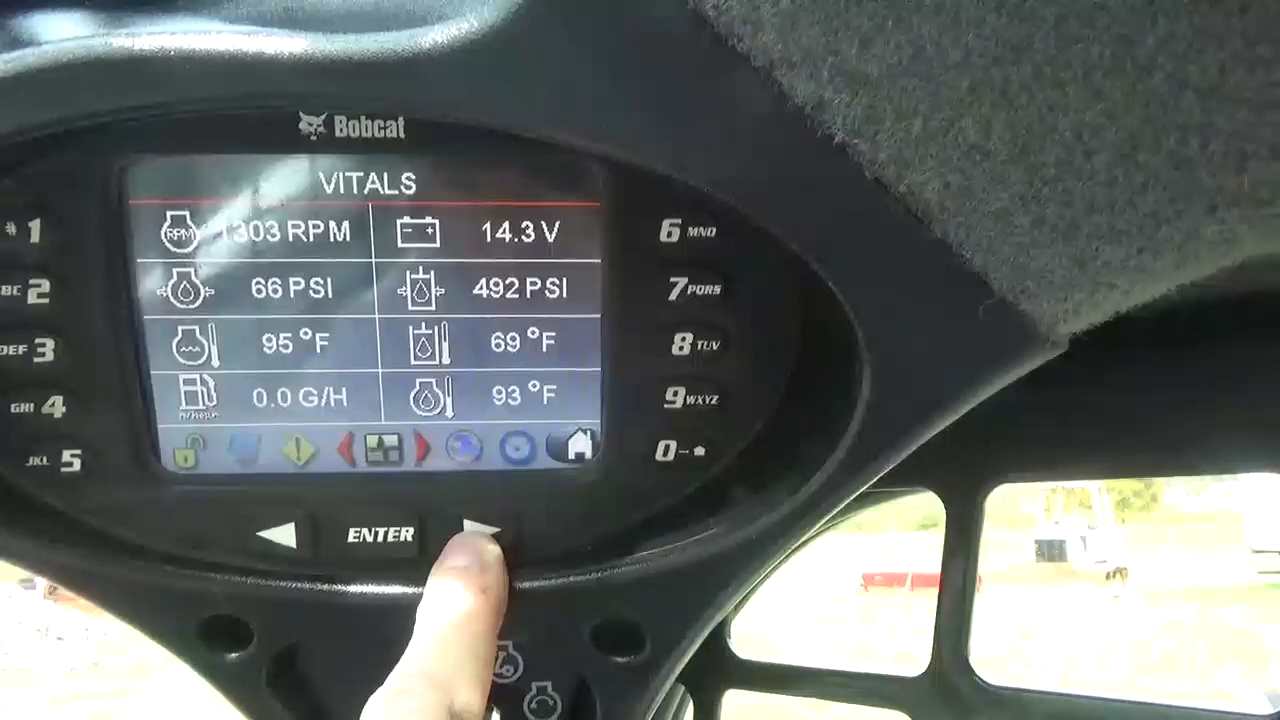 Bobcat
VITALS
RPM 1303 RPM 14.3 V
66 PSI 492 PSI
95 °F 69 °F
0.0 G/H 93 °F
# 1
2
DEF 3
GHI 4
JKL 5
6 MNO
7 PQRS
8 TUV
9 WXYZ
0
ENTER